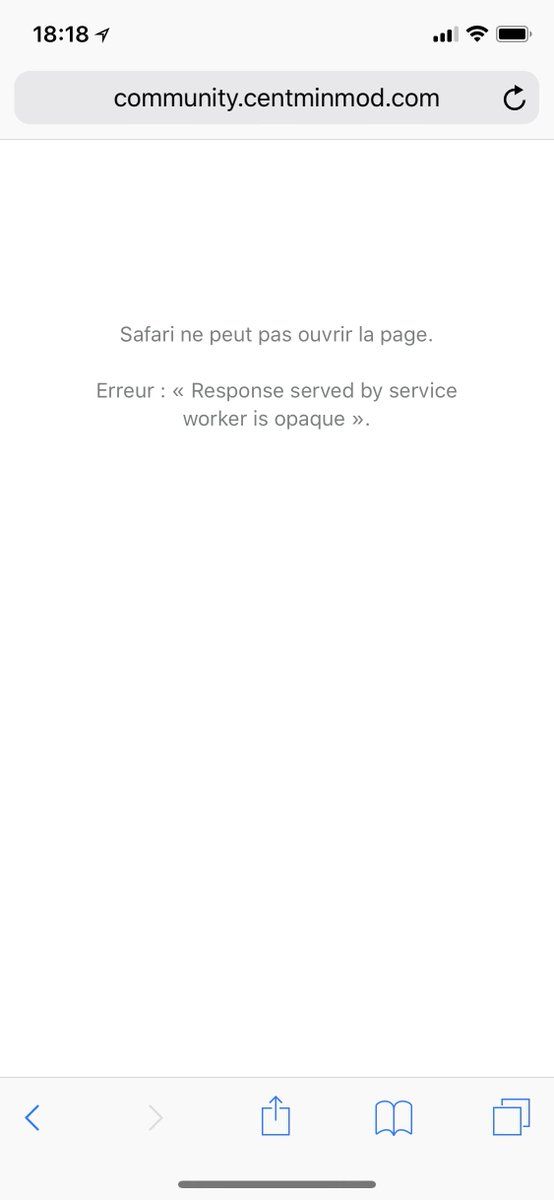 18:18
community.centminmod.com
Safari ne peut pas ouvrir la page.
Erreur : « Response served by service
worker is opaque ».